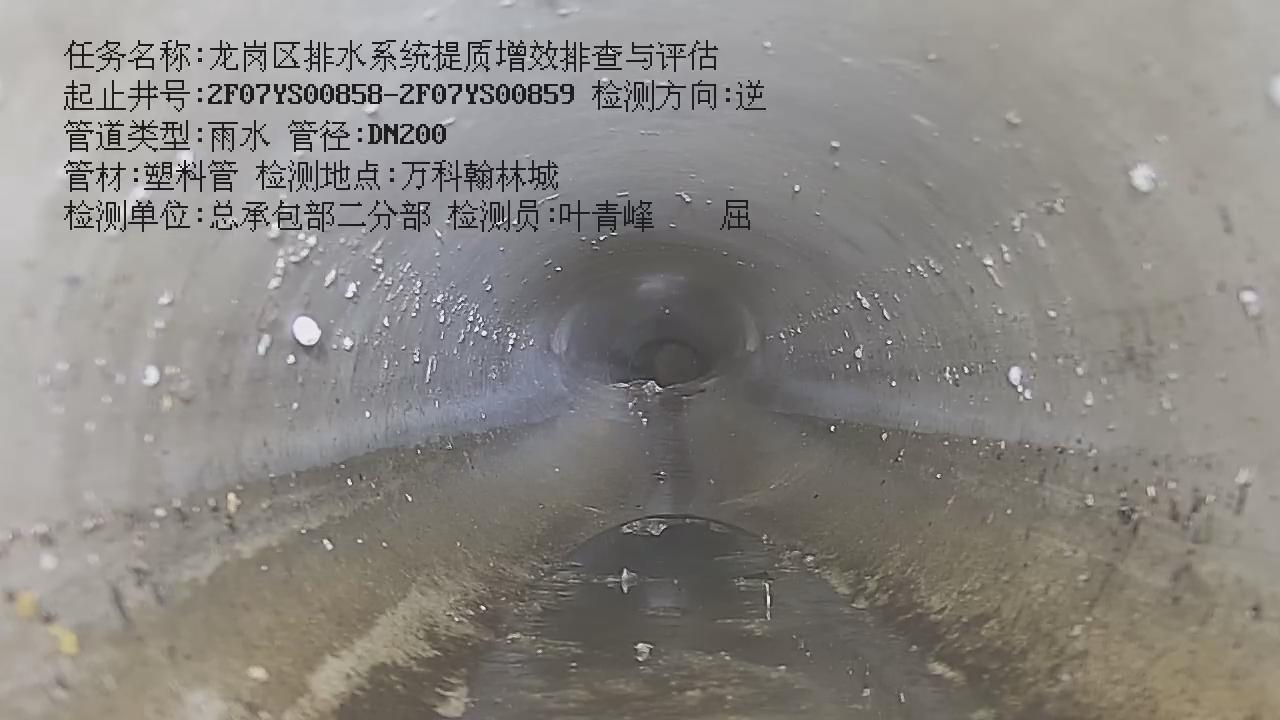 任务名称:龙岗区排水系统提质增效排查与评估
起止井号:2F07YS00858-2F07YS00859 检测方向:逆
管道类型:雨水 管径:DN200
管材:塑料管 检测地点:万科翰林城
检测单位:总承包部二分部 检测员:叶青峰 屈